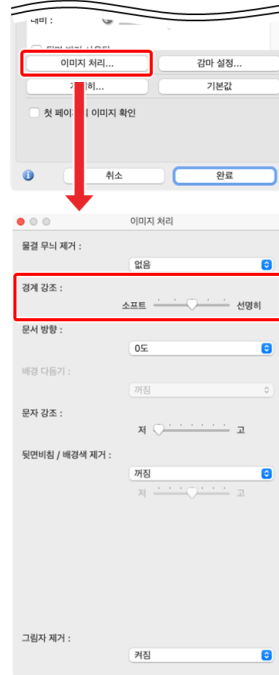 대비 :
이미지 처리...
감마 설정...
기본값
첫 페이지 이미지 확인
취소
완료
이미지 처리
물결 무늬 제거 :
없음
경계 강조 :
소프트
선명히
문서 방향 :
0도
배경 다듬기 :
꺼짐
문자 강조 :
저
고
뒷면비침 / 배경색 제거 :
꺼짐
저
고
그림자 제거 :
켜짐